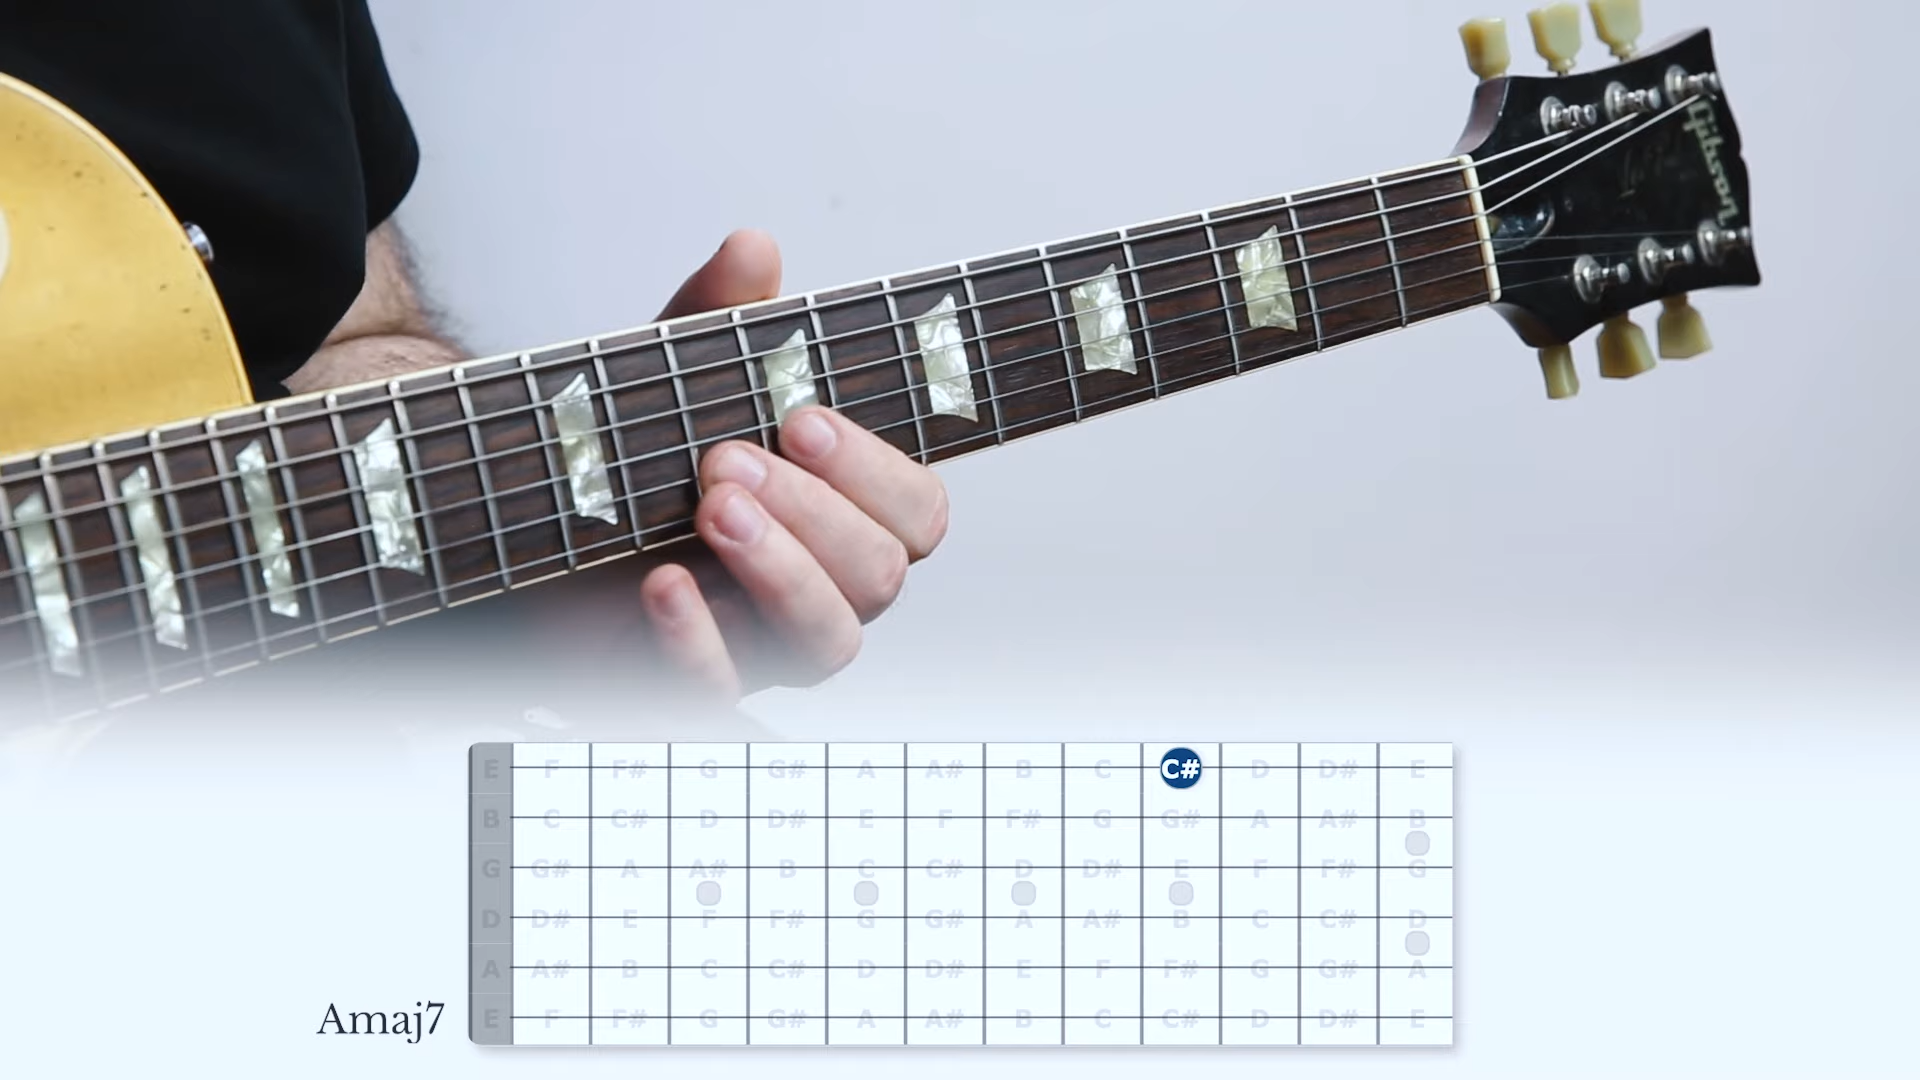 Gibson
E F F# G G# A A# B C C# D D# E
B C C# D D# E F F# G G# A A# B
G G# A A# B C C# D D# E F F# G
D D# E F F# G G# A A# B C C# D
A A# B C C# D D# E F F# G G# A
Amaj7 E F F# G G# A A# B C C# D D# E